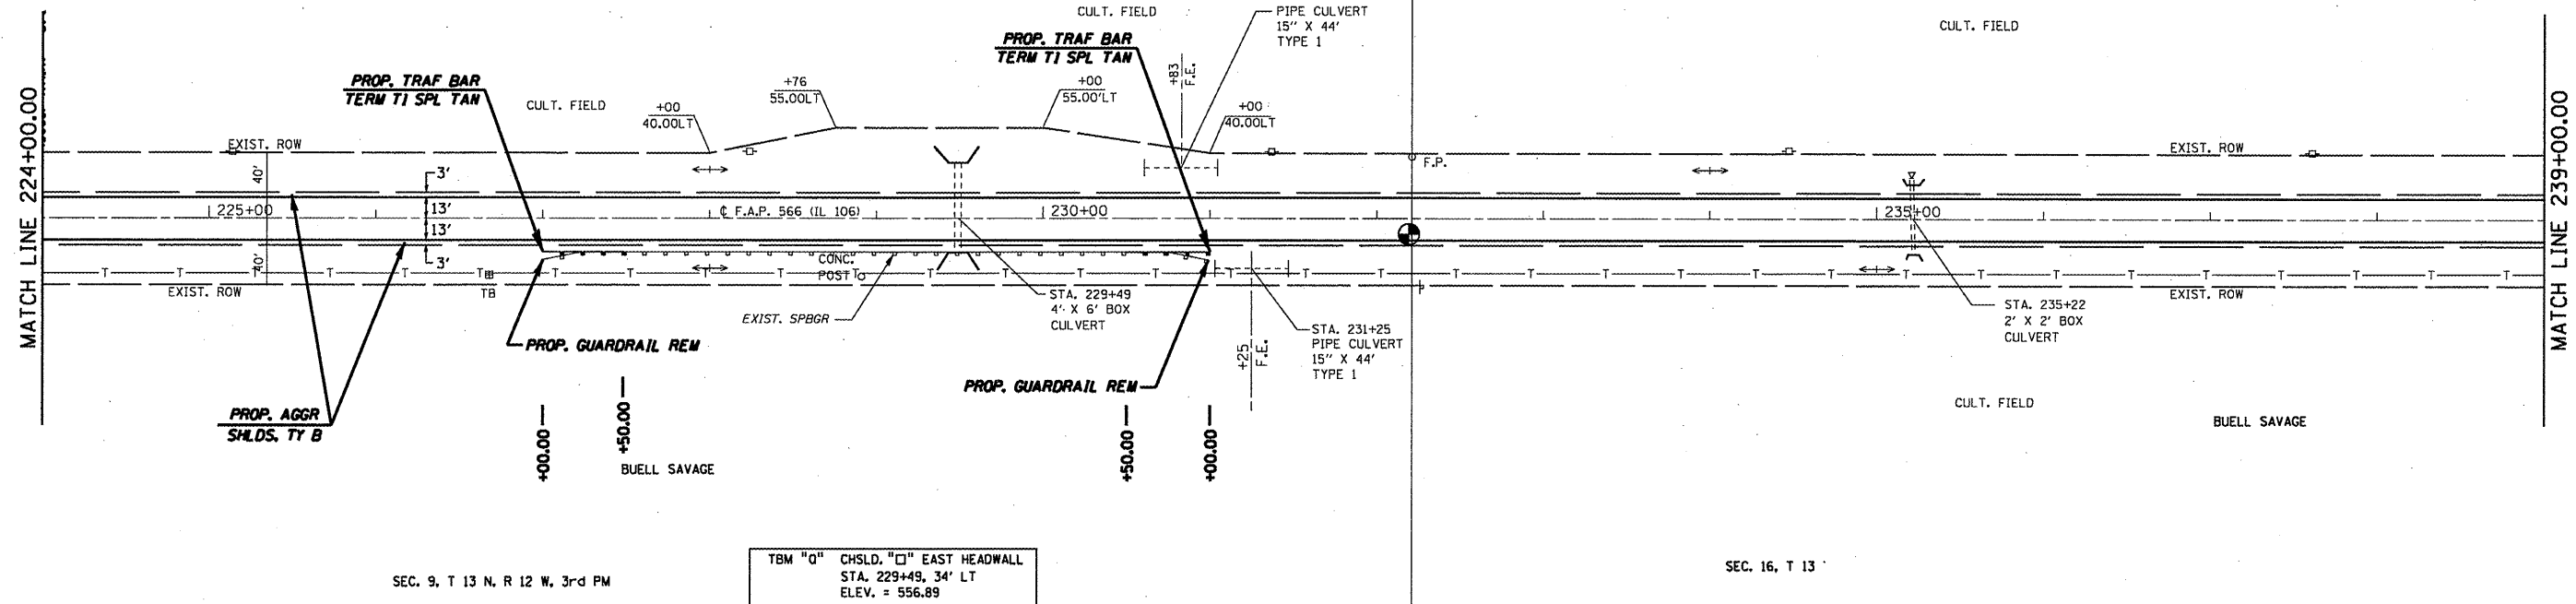 MATCH LINE 224+00.00
CULT. FIELD
PIPE CULVERT
15" X 44'
TYPE 1
CULT. FIELD
PROP. TRAF BAR
TERM T1 SPL TAN
PROP. TRAF BAR
TERM T1 SPL TAN
CULT. FIELD
+00
40.00LT
+76
55.00LT
+00
55.00'LT
+83
F.E.
+00
40.00LT
EXIST. ROW
F.P.
EXIST. ROW
40'
3'
13'
13'
3'
40'
225+00
₵ F.A.P. 566 (IL 106)
230+00
235+00
CONC.
POST
T T T T T T T T T T T T T T T T T T T T T T T T T T T T T T T T T
EXIST. ROW
TB
EXIST. ROW
STA. 229+49
4' X 6' BOX
CULVERT
EXIST. SPBGR
STA. 235+22
2' X 2' BOX
CULVERT
STA. 231+25
PIPE CULVERT
15" X 44'
TYPE 1
+25
F.E.
PROP. GUARDRAIL REM
PROP. GUARDRAIL REM
PROP. AGGR
SHLDS, TY B
+00.00
+50.00
+50.00
+00.00
CULT. FIELD
BUELL SAVAGE
BUELL SAVAGE
MATCH LINE 239+00.00
SEC. 9, T 13 N, R 12 W, 3rd PM
TBM "Q" CHSLD. "□" EAST HEADWALL
STA. 229+49, 34' LT
ELEV. = 556.89
SEC. 16, T 13